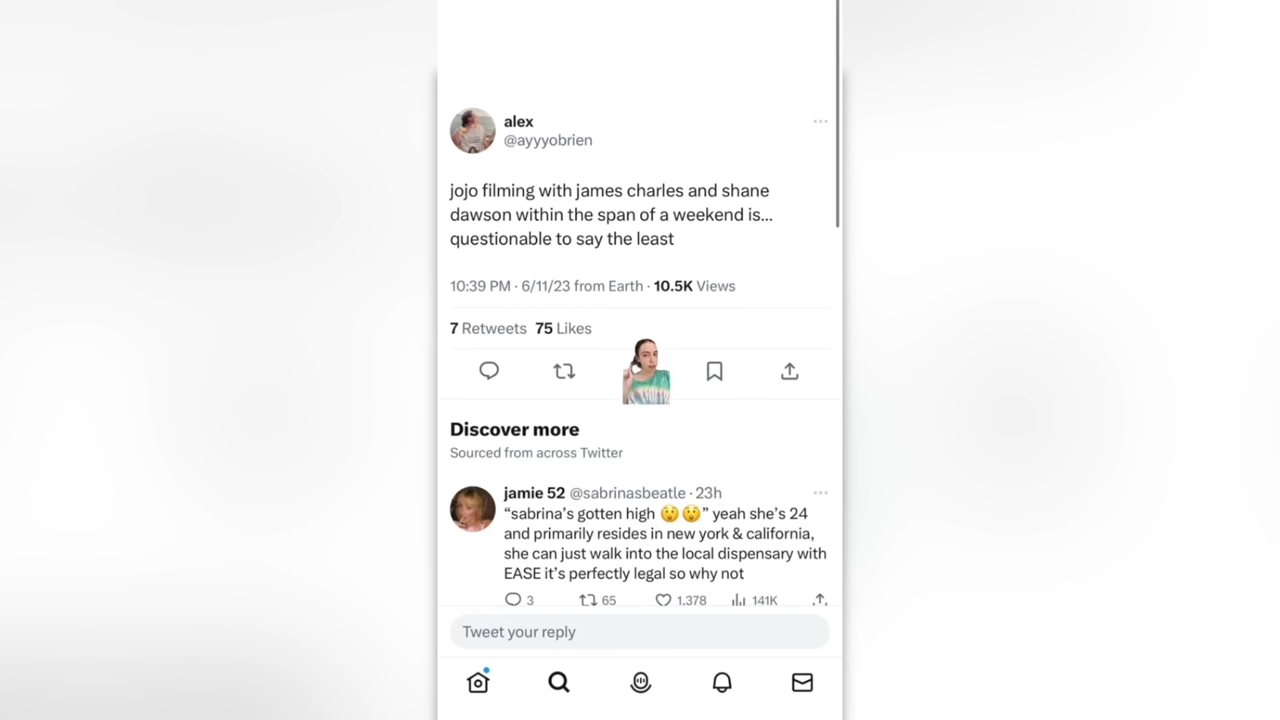 alex
@ayyyobrien
jojo filming with james charles and shane
dawson within the span of a weekend is...
questionable to say the least
10:39 PM · 6/11/23 from Earth · 10.5K Views
7 Retweets 75 Likes
Discover more
Sourced from across Twitter
jamie 52 @sabrinasbeatle · 23h
“sabrina’s gotten high 😲😲” yeah she’s 24
and primarily resides in new york & california,
she can just walk into the local dispensary with
EASE it’s perfectly legal so why not
3 65 1,378 141K
Tweet your reply